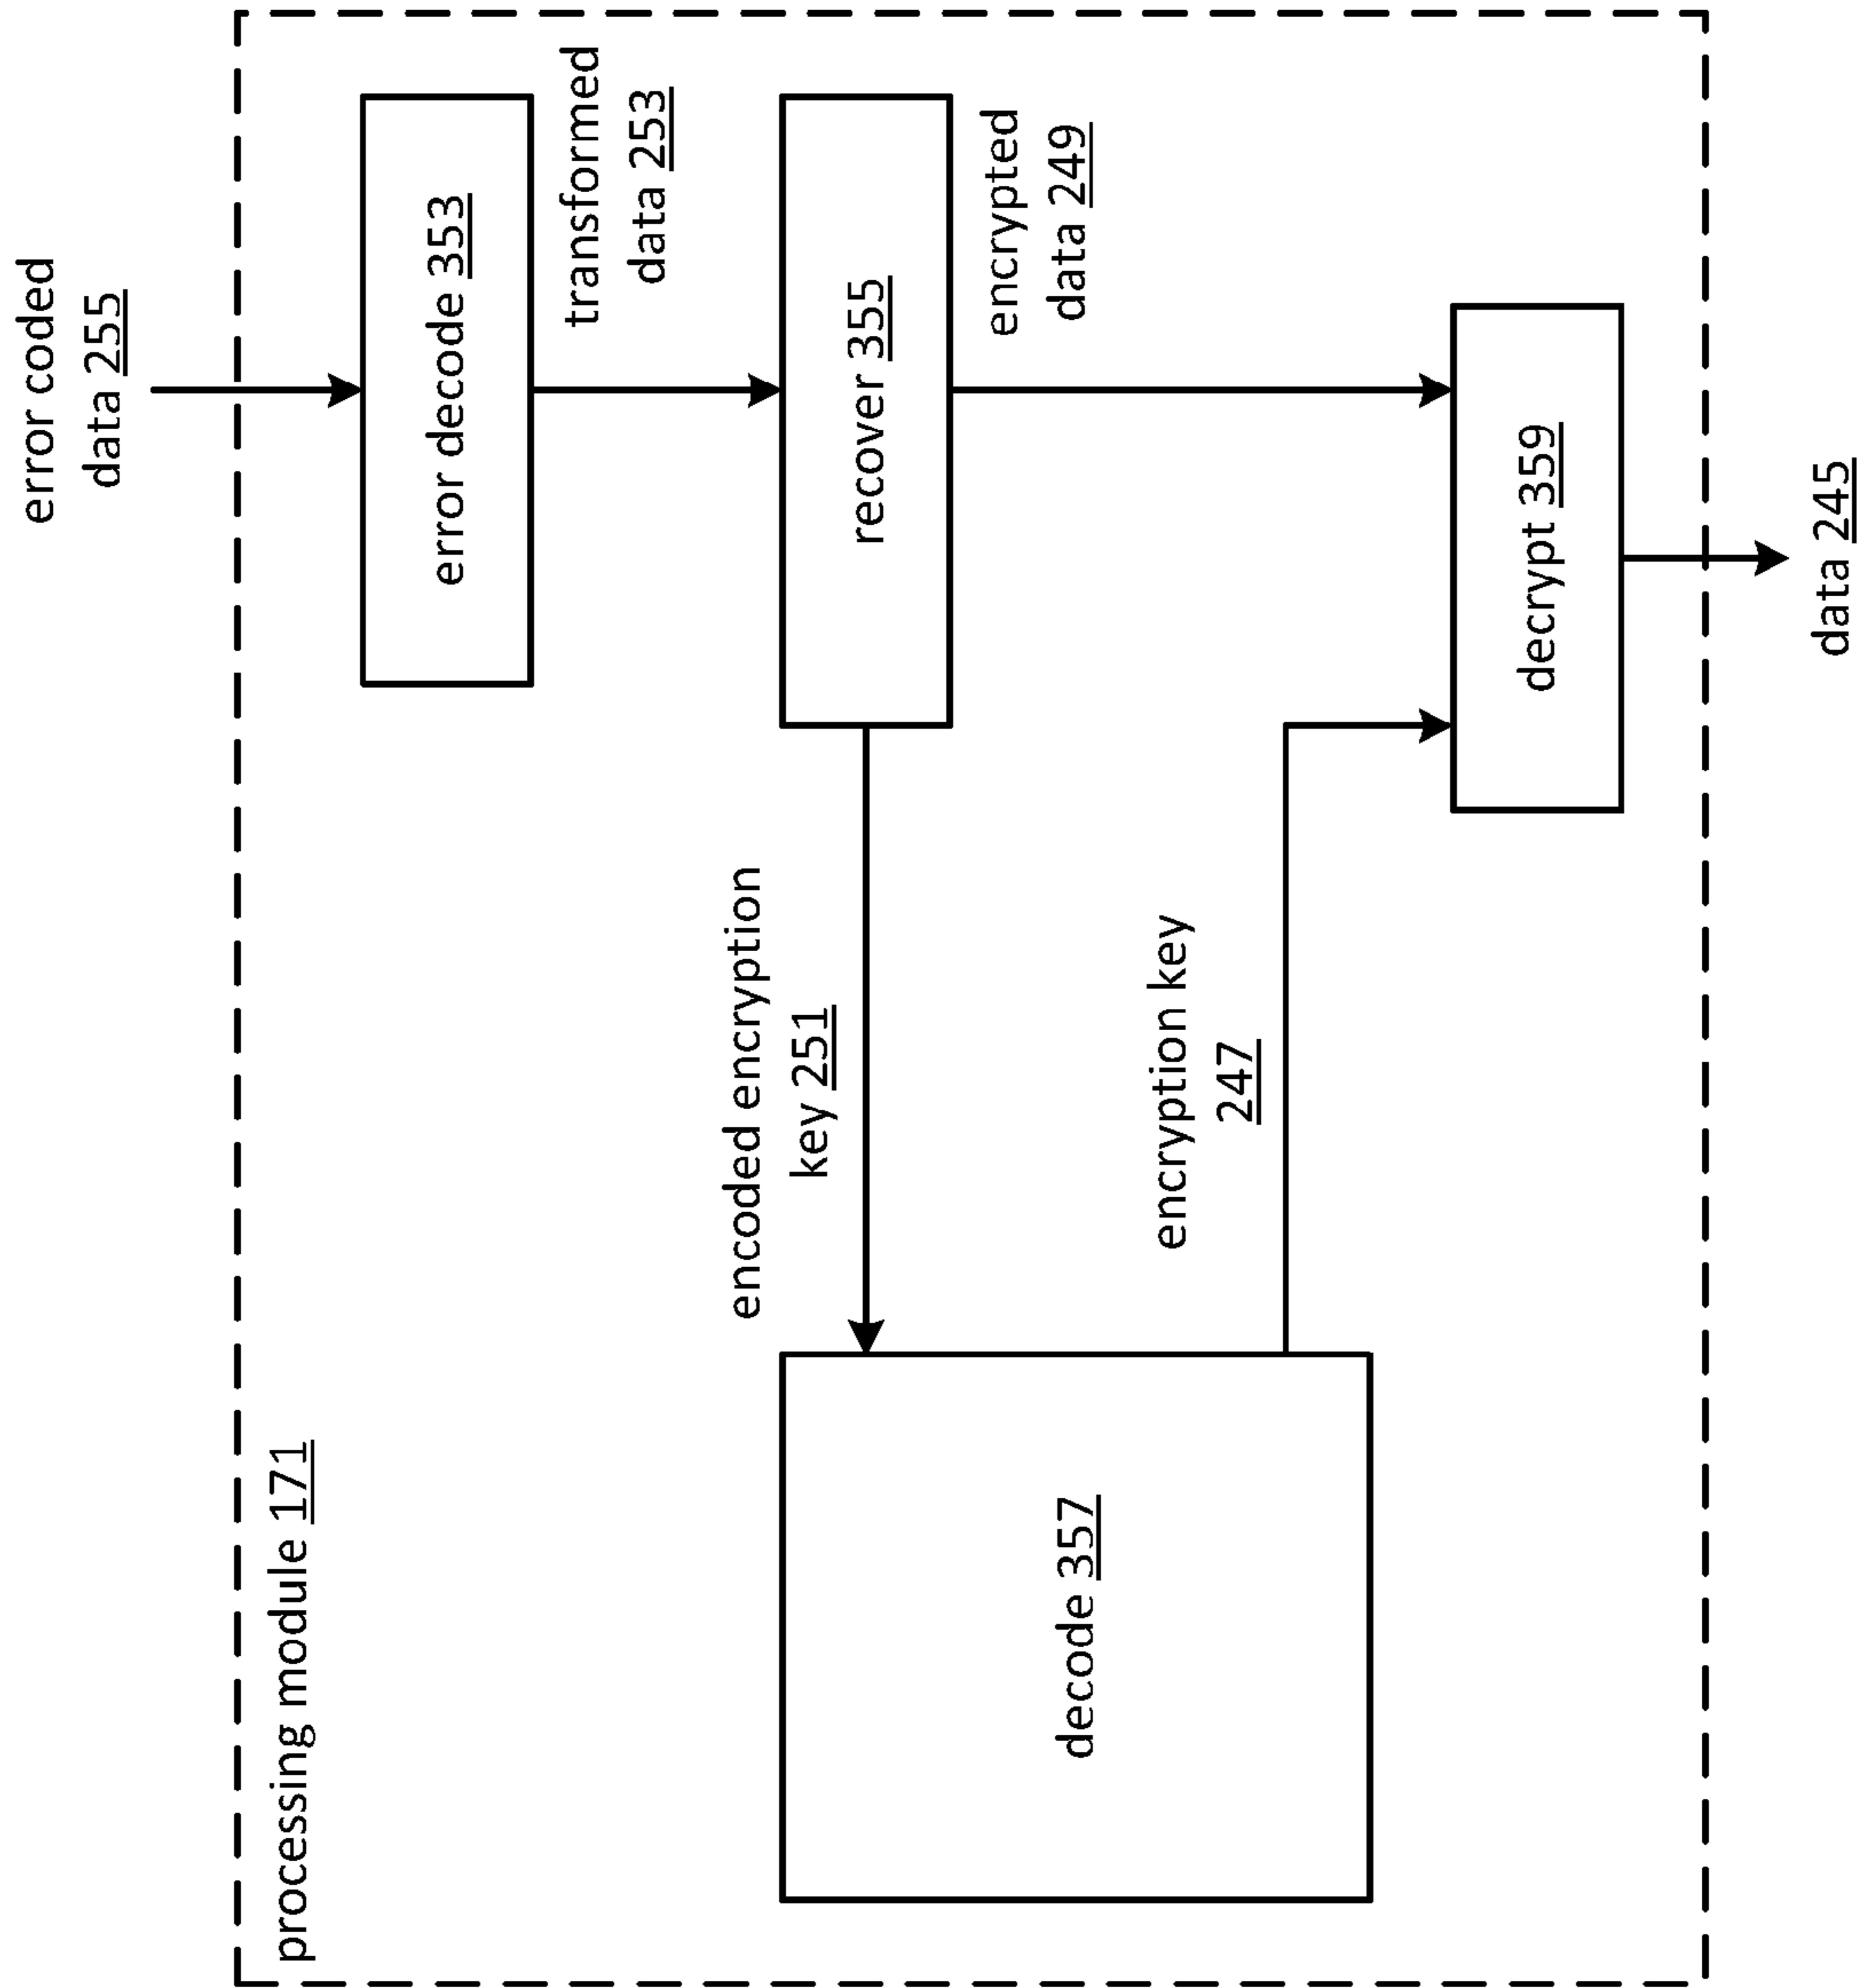 processing module 171
error coded
data 255
error decode 353
transformed
data 253
recover 355
encoded encryption
key 251
encrypted
data 249
decode 357
encryption key
247
decrypt 359
data 245